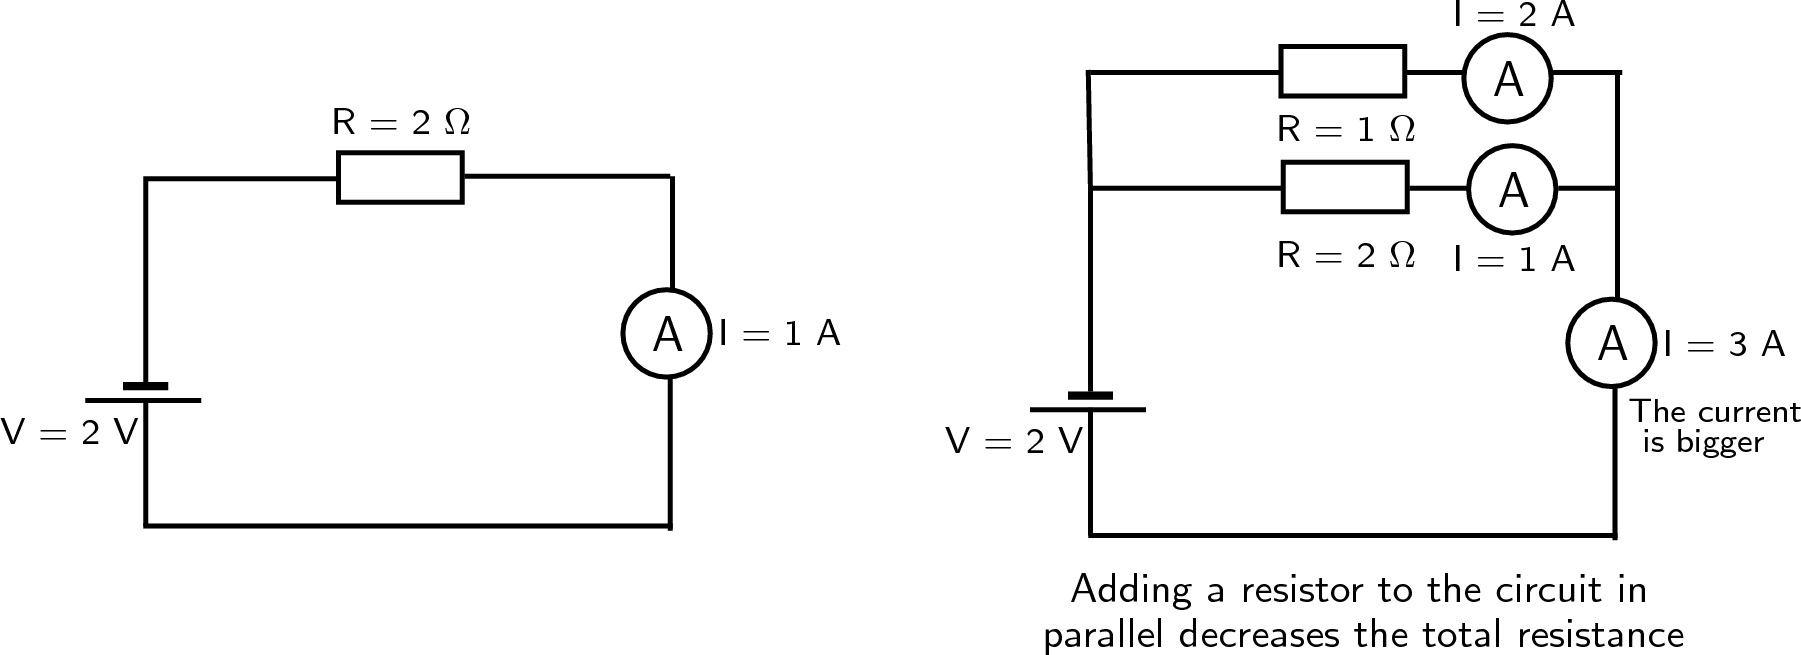 R = 2 Ω
A
I = 1 A
V = 2 V
I = 2 A
A
R = 1 Ω
A
R = 2 Ω
I = 1 A
A
I = 3 A
The current
is bigger
V = 2 V
Adding a resistor to the circuit in
parallel decreases the total resistance